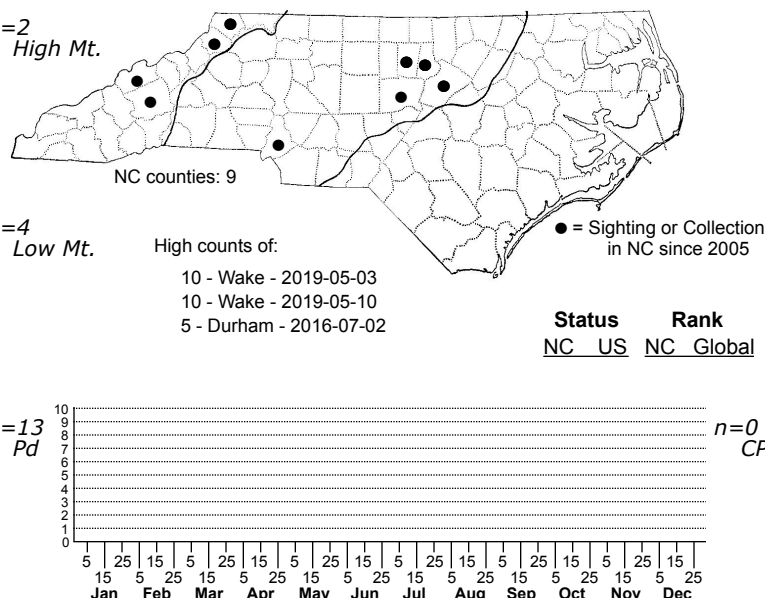 =2
High Mt.
NC counties: 9
=4
Low Mt.
High counts of:
10 - Wake - 2019-05-03
10 - Wake - 2019-05-10
5 - Durham - 2016-07-02
= Sighting or Collection
in NC since 2005
Status Rank
NC US NC Global
=13
Pd
10
9
8
7
6
5
4
3
2
1
0
n=0
CP
5 25 15 5 25 15 5 25 15 5 25 15 5 25 15 5 25 15
15 5 25 15 5 25 15 5 25 15 5 25 15 5 25 15 5 25
Jan Feb Mar Apr May Jun Jul Aug Sep Oct Nov Dec